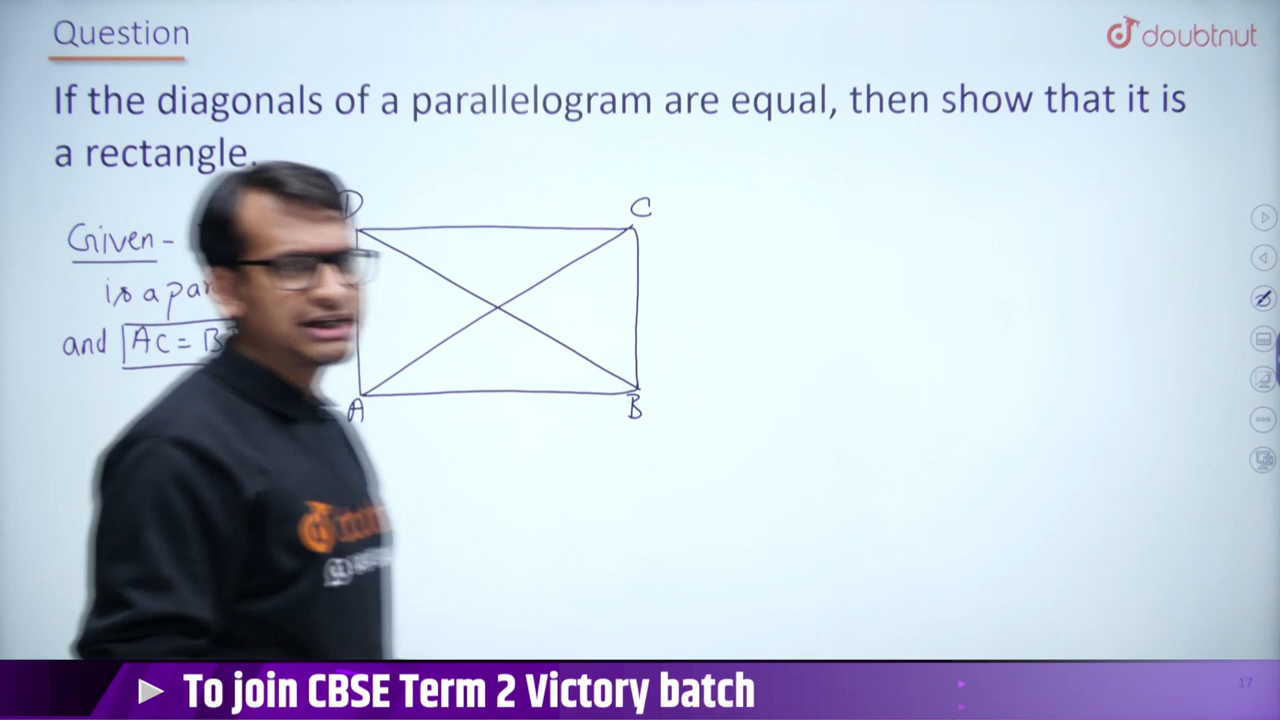 Question
doubtnut
If the diagonals of a parallelogram are equal, then show that it is
a rectangle.
D
C
Given -
is a par
and AC = B
A
B
To join CBSE Term 2 Victory batch
17